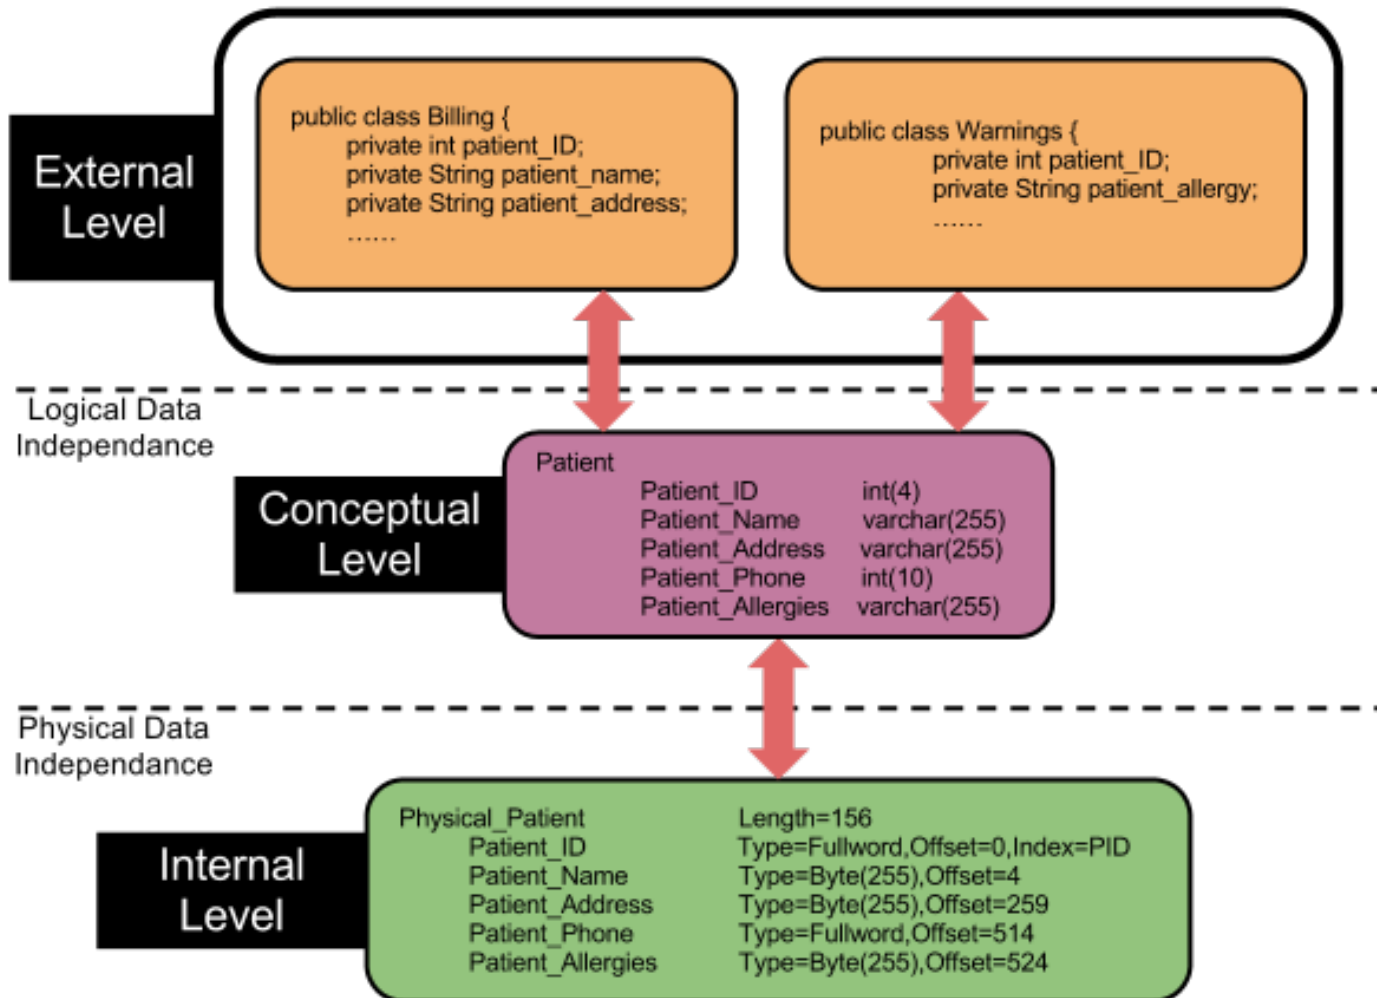 External
Level
public class Billing {
private int patient_ID;
private String patient_name;
private String patient_address;
......
public class Warnings {
private int patient_ID;
private String patient_allergy;
......
Logical Data
Independance
Conceptual
Level
Patient
Patient_ID int(4)
Patient_Name varchar(255)
Patient_Address varchar(255)
Patient_Phone int(10)
Patient_Allergies varchar(255)
Physical Data
Independance
Internal
Level
Physical_Patient Length=156
Patient_ID Type=Fullword,Offset=0,Index=PID
Patient_Name Type=Byte(255),Offset=4
Patient_Address Type=Byte(255),Offset=259
Patient_Phone Type=Fullword,Offset=514
Patient_Allergies Type=Byte(255),Offset=524